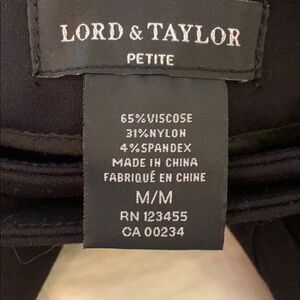 LORD & TAYLOR
PETITE
65%VISCOSE
31%NYLON
4%SPANDEX
MADE IN CHINA
FABRIQUÉ EN CHINE
M/M
RN 123455
CA 00234